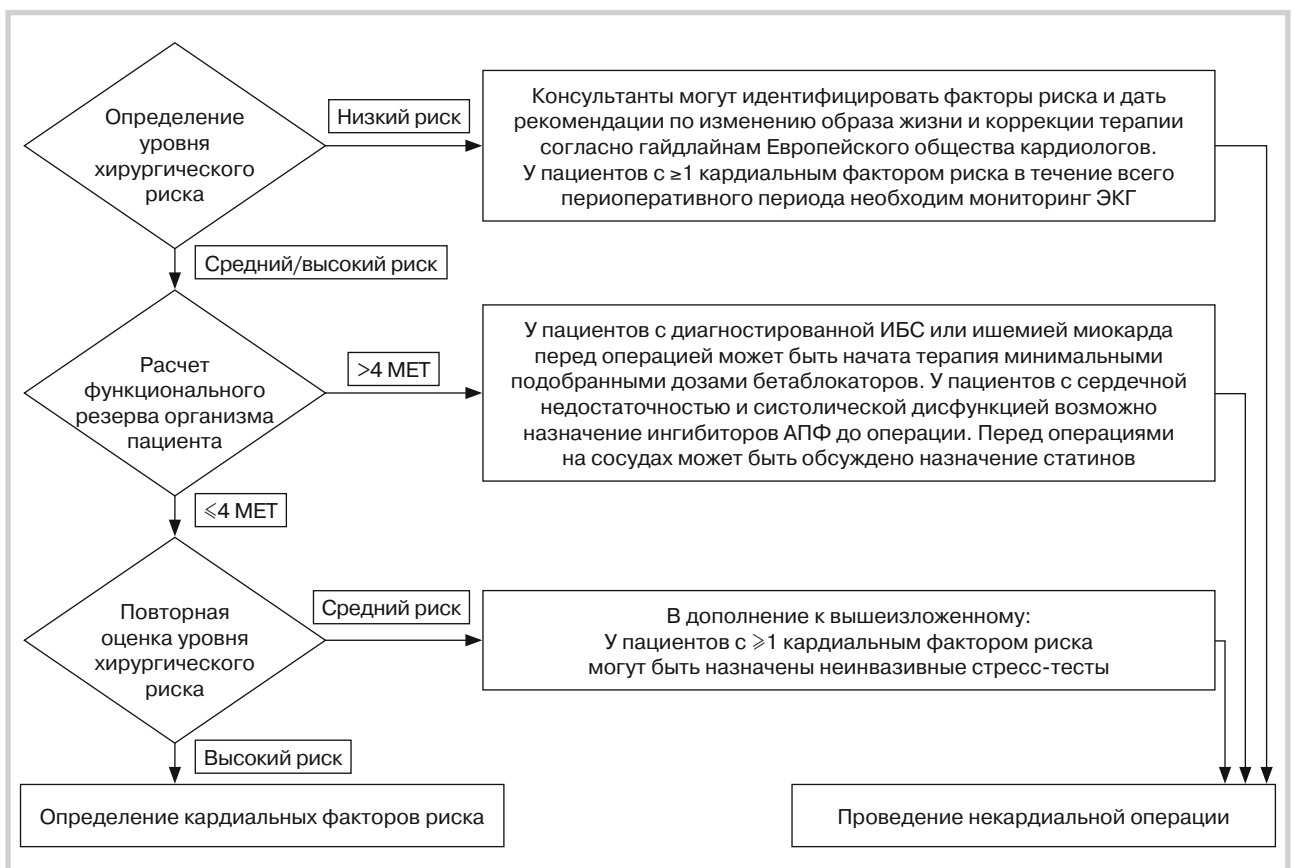 Определение
уровня
хирургического
риска
Низкий риск
Консультанты могут идентифицировать факторы риска и дать
рекомендации по изменению образа жизни и коррекции терапии
согласно гайдлайнам Европейского общества кардиологов.
У пациентов с ≥1 кардиальным фактором риска в течение всего
периоперативного периода необходим мониторинг ЭКГ
Средний/высокий риск
Расчет
функционального
резерва организма
пациента
>4 МЕТ
У пациентов с диагностированной ИБС или ишемией миокарда
перед операцией может быть начата терапия минимальными
подобранными дозами бетаблокаторов. У пациентов с сердечной
недостаточностью и систолической дисфункцией возможно
назначение ингибиторов АПФ до операции. Перед операциями
на сосудах может быть обсуждено назначение статинов
⩽4 МЕТ
Повторная
оценка уровня
хирургического
риска
Средний риск
В дополнение к вышеизложенному:
У пациентов с ⩾1 кардиальным фактором риска
могут быть назначены неинвазивные стресс-тесты
Высокий риск
Определение кардиальных факторов риска
Проведение некардиальной операции